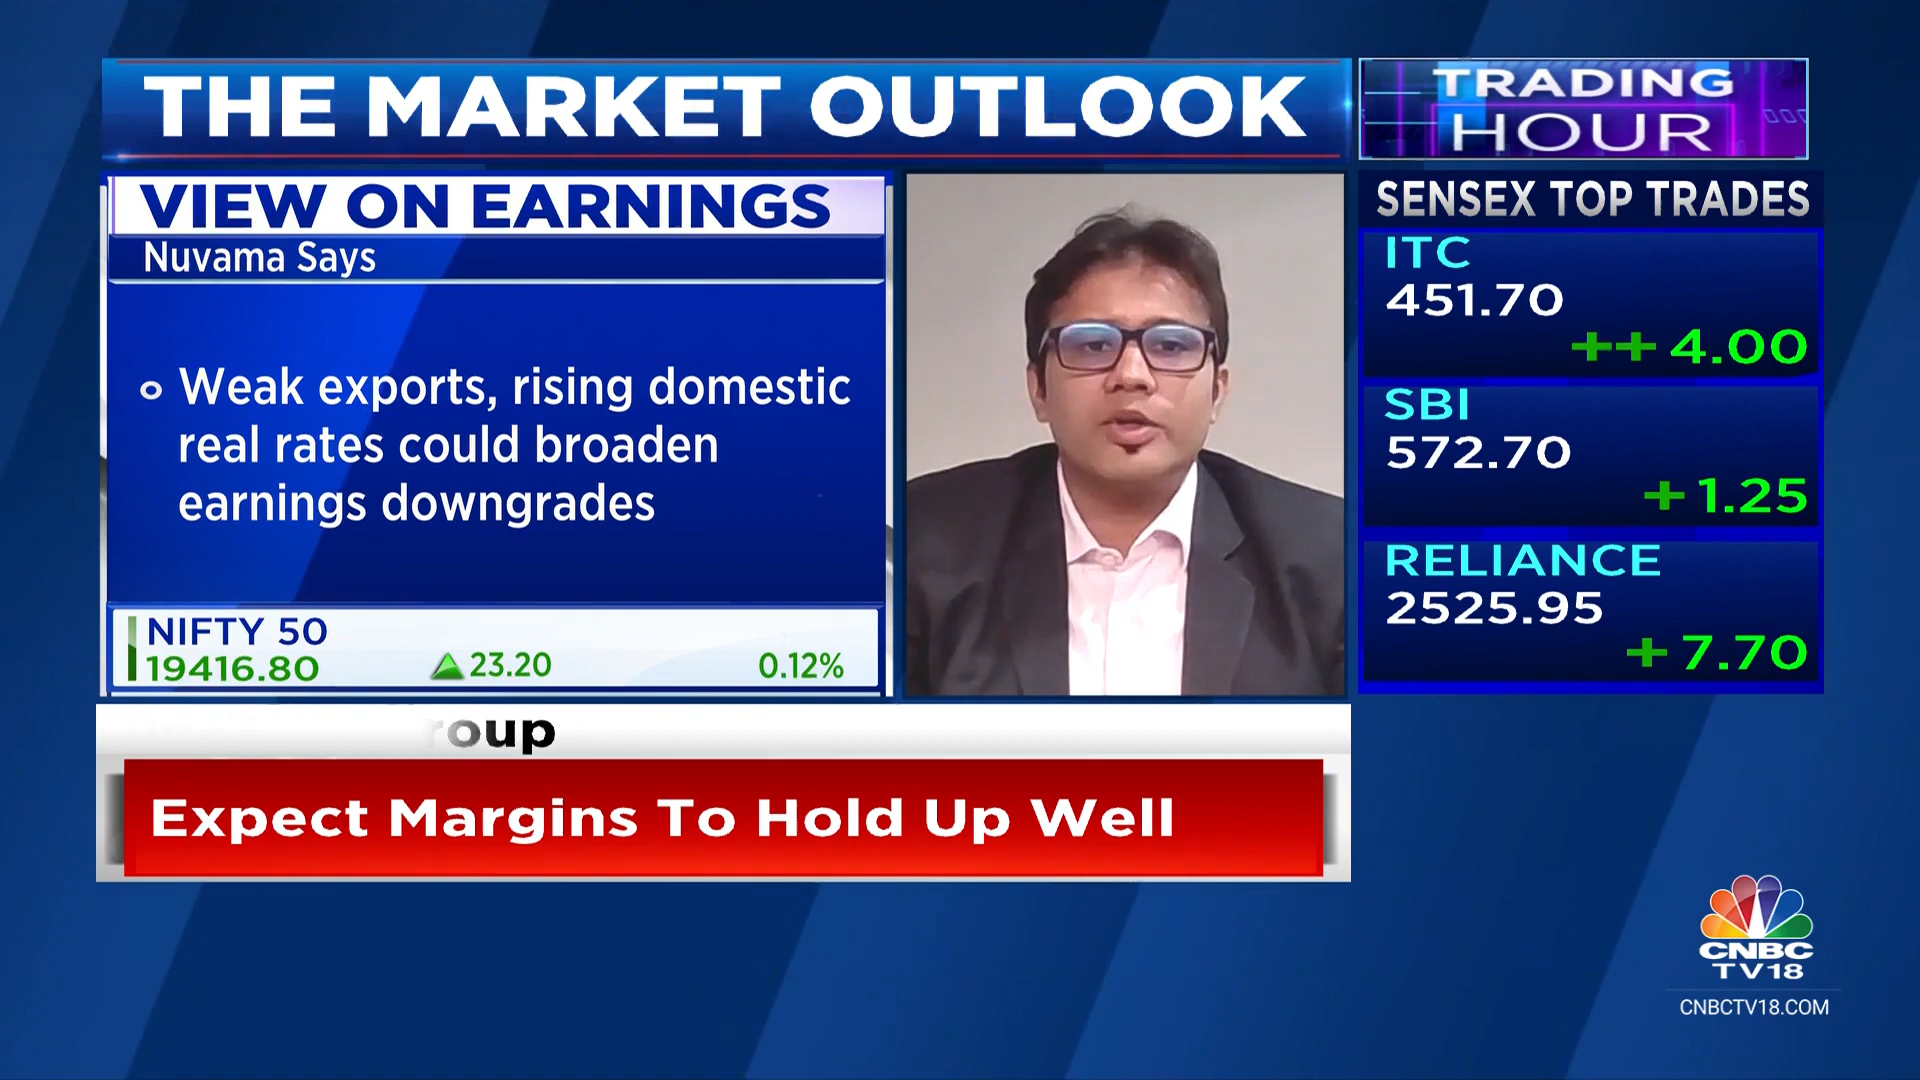 THE MARKET OUTLOOK
TRADING
HOUR
VIEW ON EARNINGS
Nuvama Says
Weak exports, rising domestic
real rates could broaden
earnings downgrades
NIFTY 50
19416.80 ▲ 23.20 0.12%
SENSEX TOP TRADES
ITC
451.70
++ 4.00
SBI
572.70
+ 1.25
RELIANCE
2525.95
+ 7.70
roup
Expect Margins To Hold Up Well
CNBC
TV18
CNBCTV18.COM